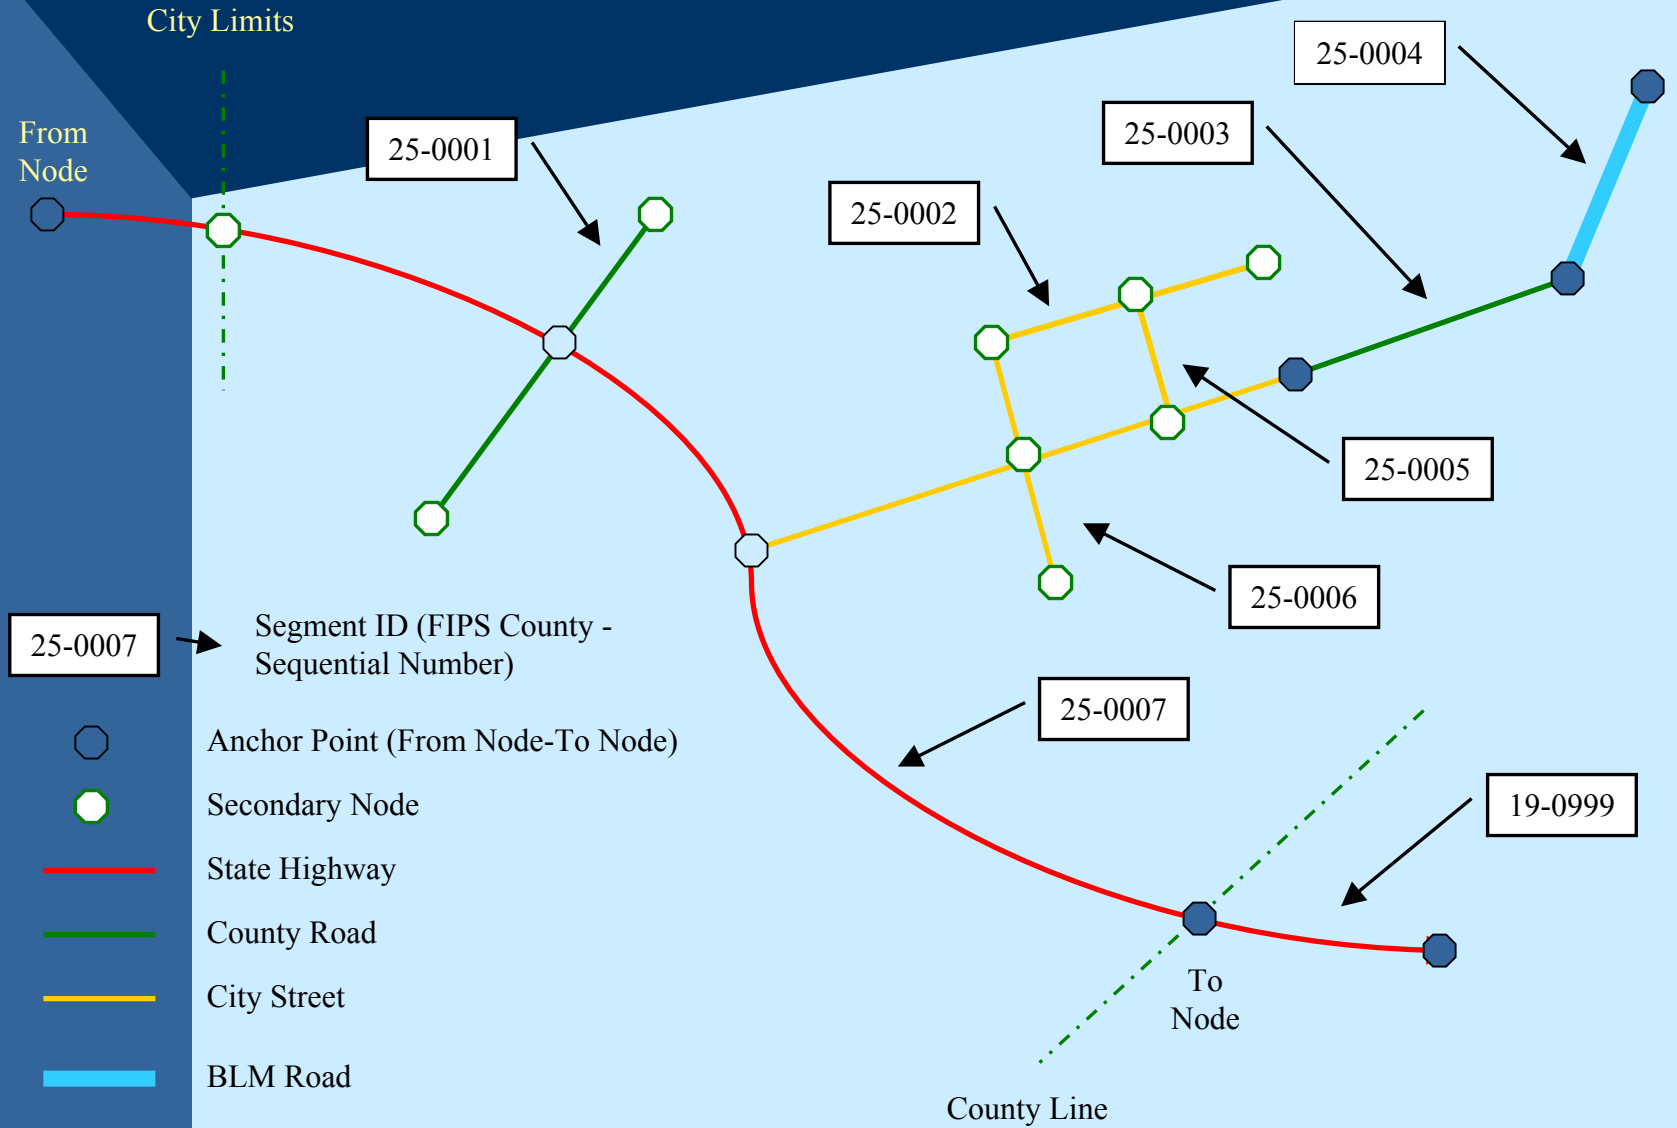 City Limits
25-0004
From
Node
25-0001
25-0003
25-0002
25-0005
25-0006
25-0007
Segment ID (FIPS County -
Sequential Number)
25-0007
Anchor Point (From Node-To Node)
Secondary Node
19-0999
State Highway
County Road
To
Node
City Street
BLM Road
County Line